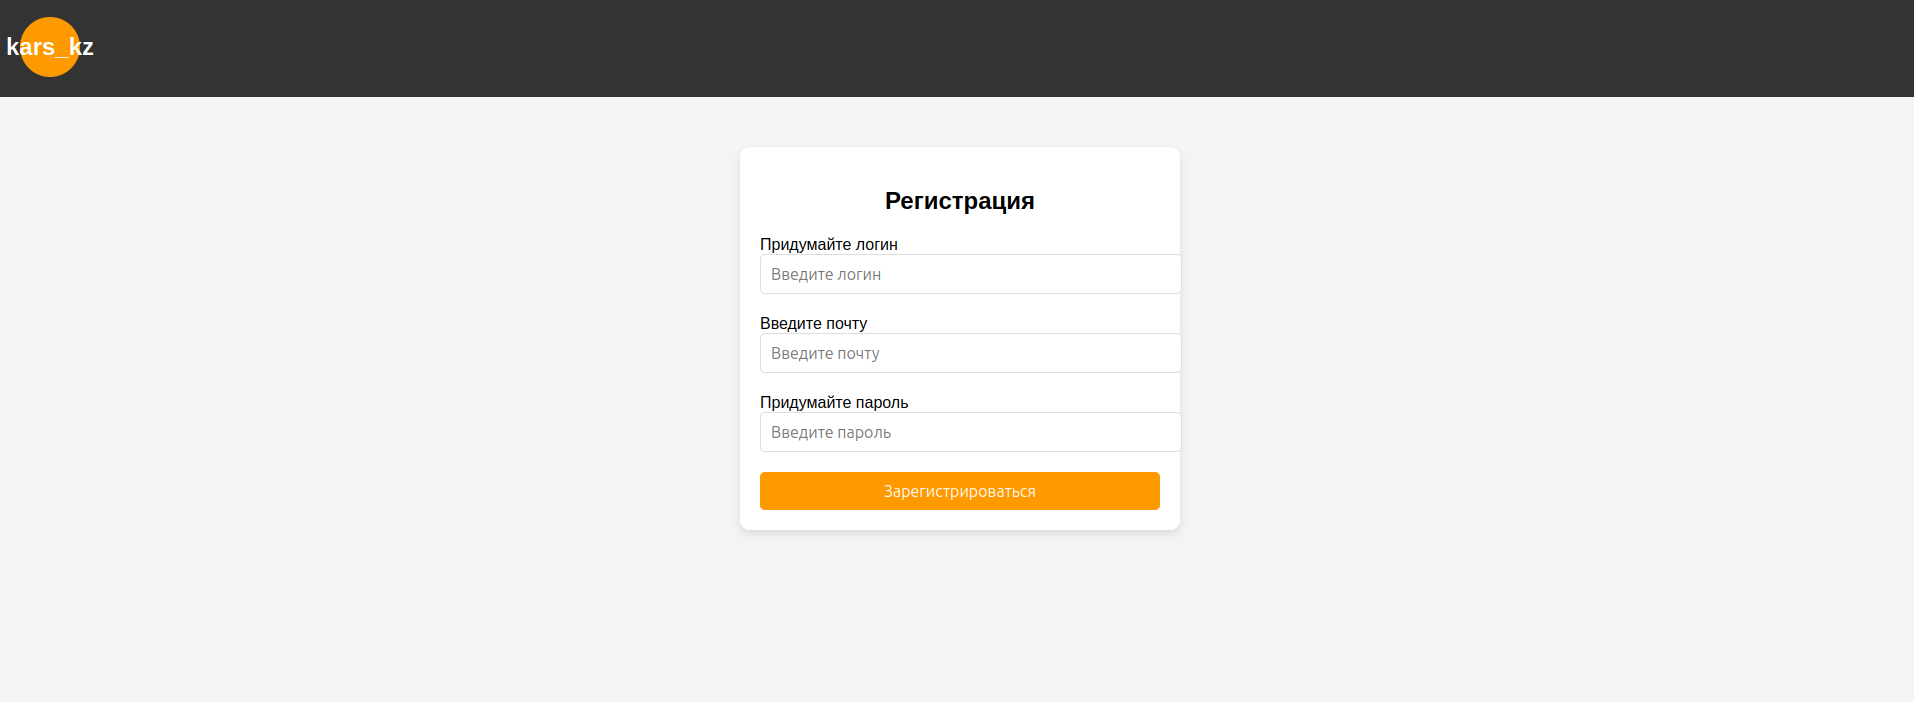 kars_kz
Регистрация
Придумайте логин
Введите логин
Введите почту
Введите почту
Придумайте пароль
Введите пароль
Зарегистрироваться